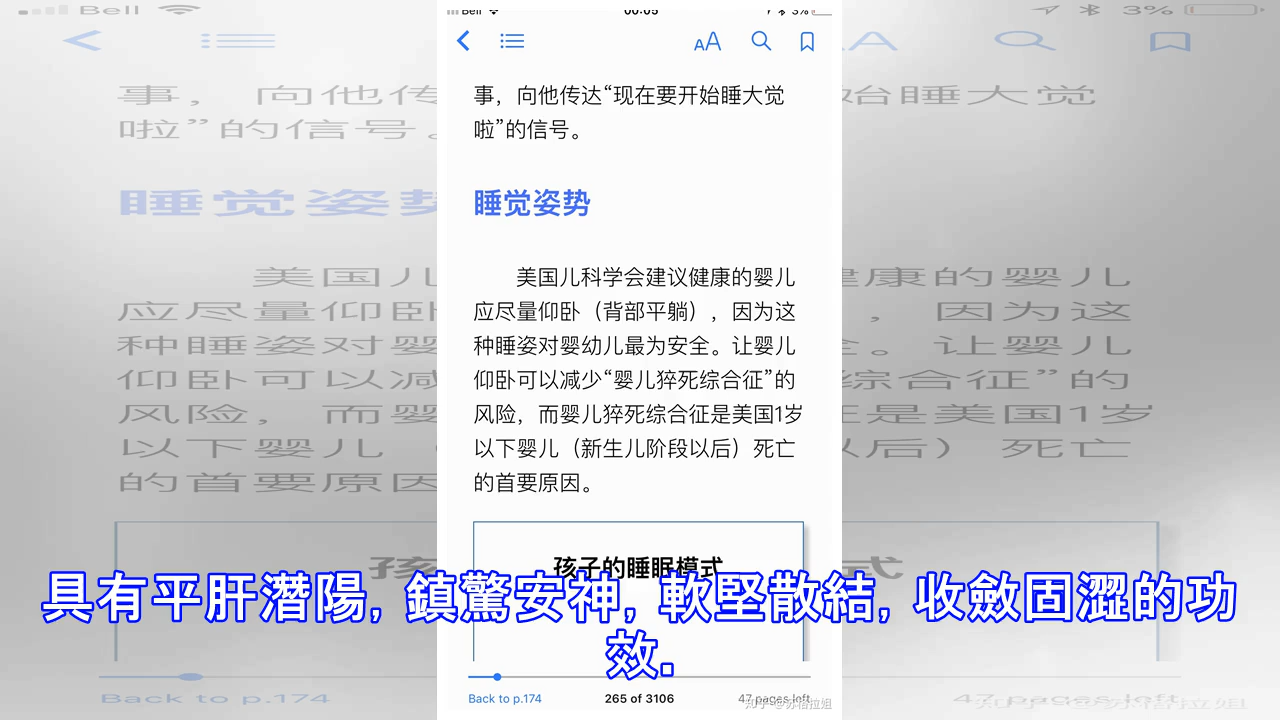 Bell 00:05 3%
AA
事，向他传达“现在要开始睡大觉
啦”的信号。
睡觉姿势
美国儿科学会建议健康的婴儿
应尽量仰卧（背部平躺），因为这
种睡姿对婴幼儿最为安全。让婴儿
仰卧可以减少“婴儿猝死综合征”的
风险，而婴儿猝死综合征是美国1岁
以下婴儿（新生儿阶段以后）死亡
的首要原因。
孩子的睡眠模式
具有平肝潛陽, 鎮驚安神, 軟堅散結, 收斂固澀的功
效.
Back to p.174 265 of 3106 47 pages left